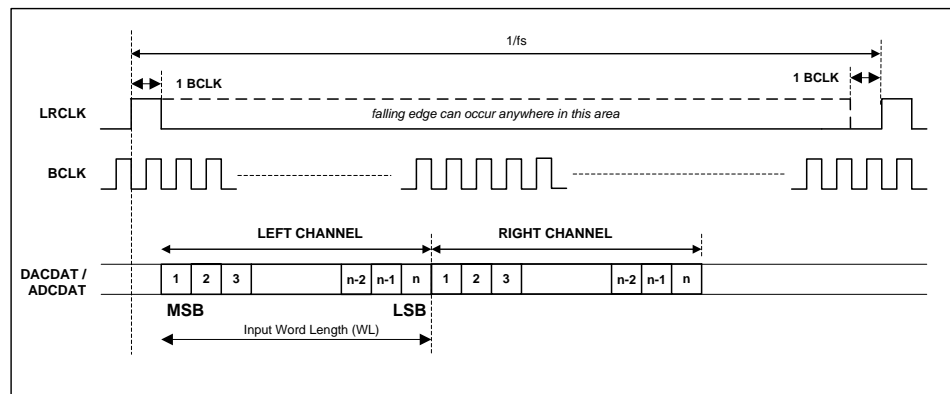 1/fs
1 BCLK
1 BCLK
LRCLK
falling edge can occur anywhere in this area
BCLK
LEFT CHANNEL
RIGHT CHANNEL
DACDAT /
ADCDAT
1 2 3 n-2 n-1 n 1 2 3 n-2 n-1 n
MSB LSB
Input Word Length (WL)